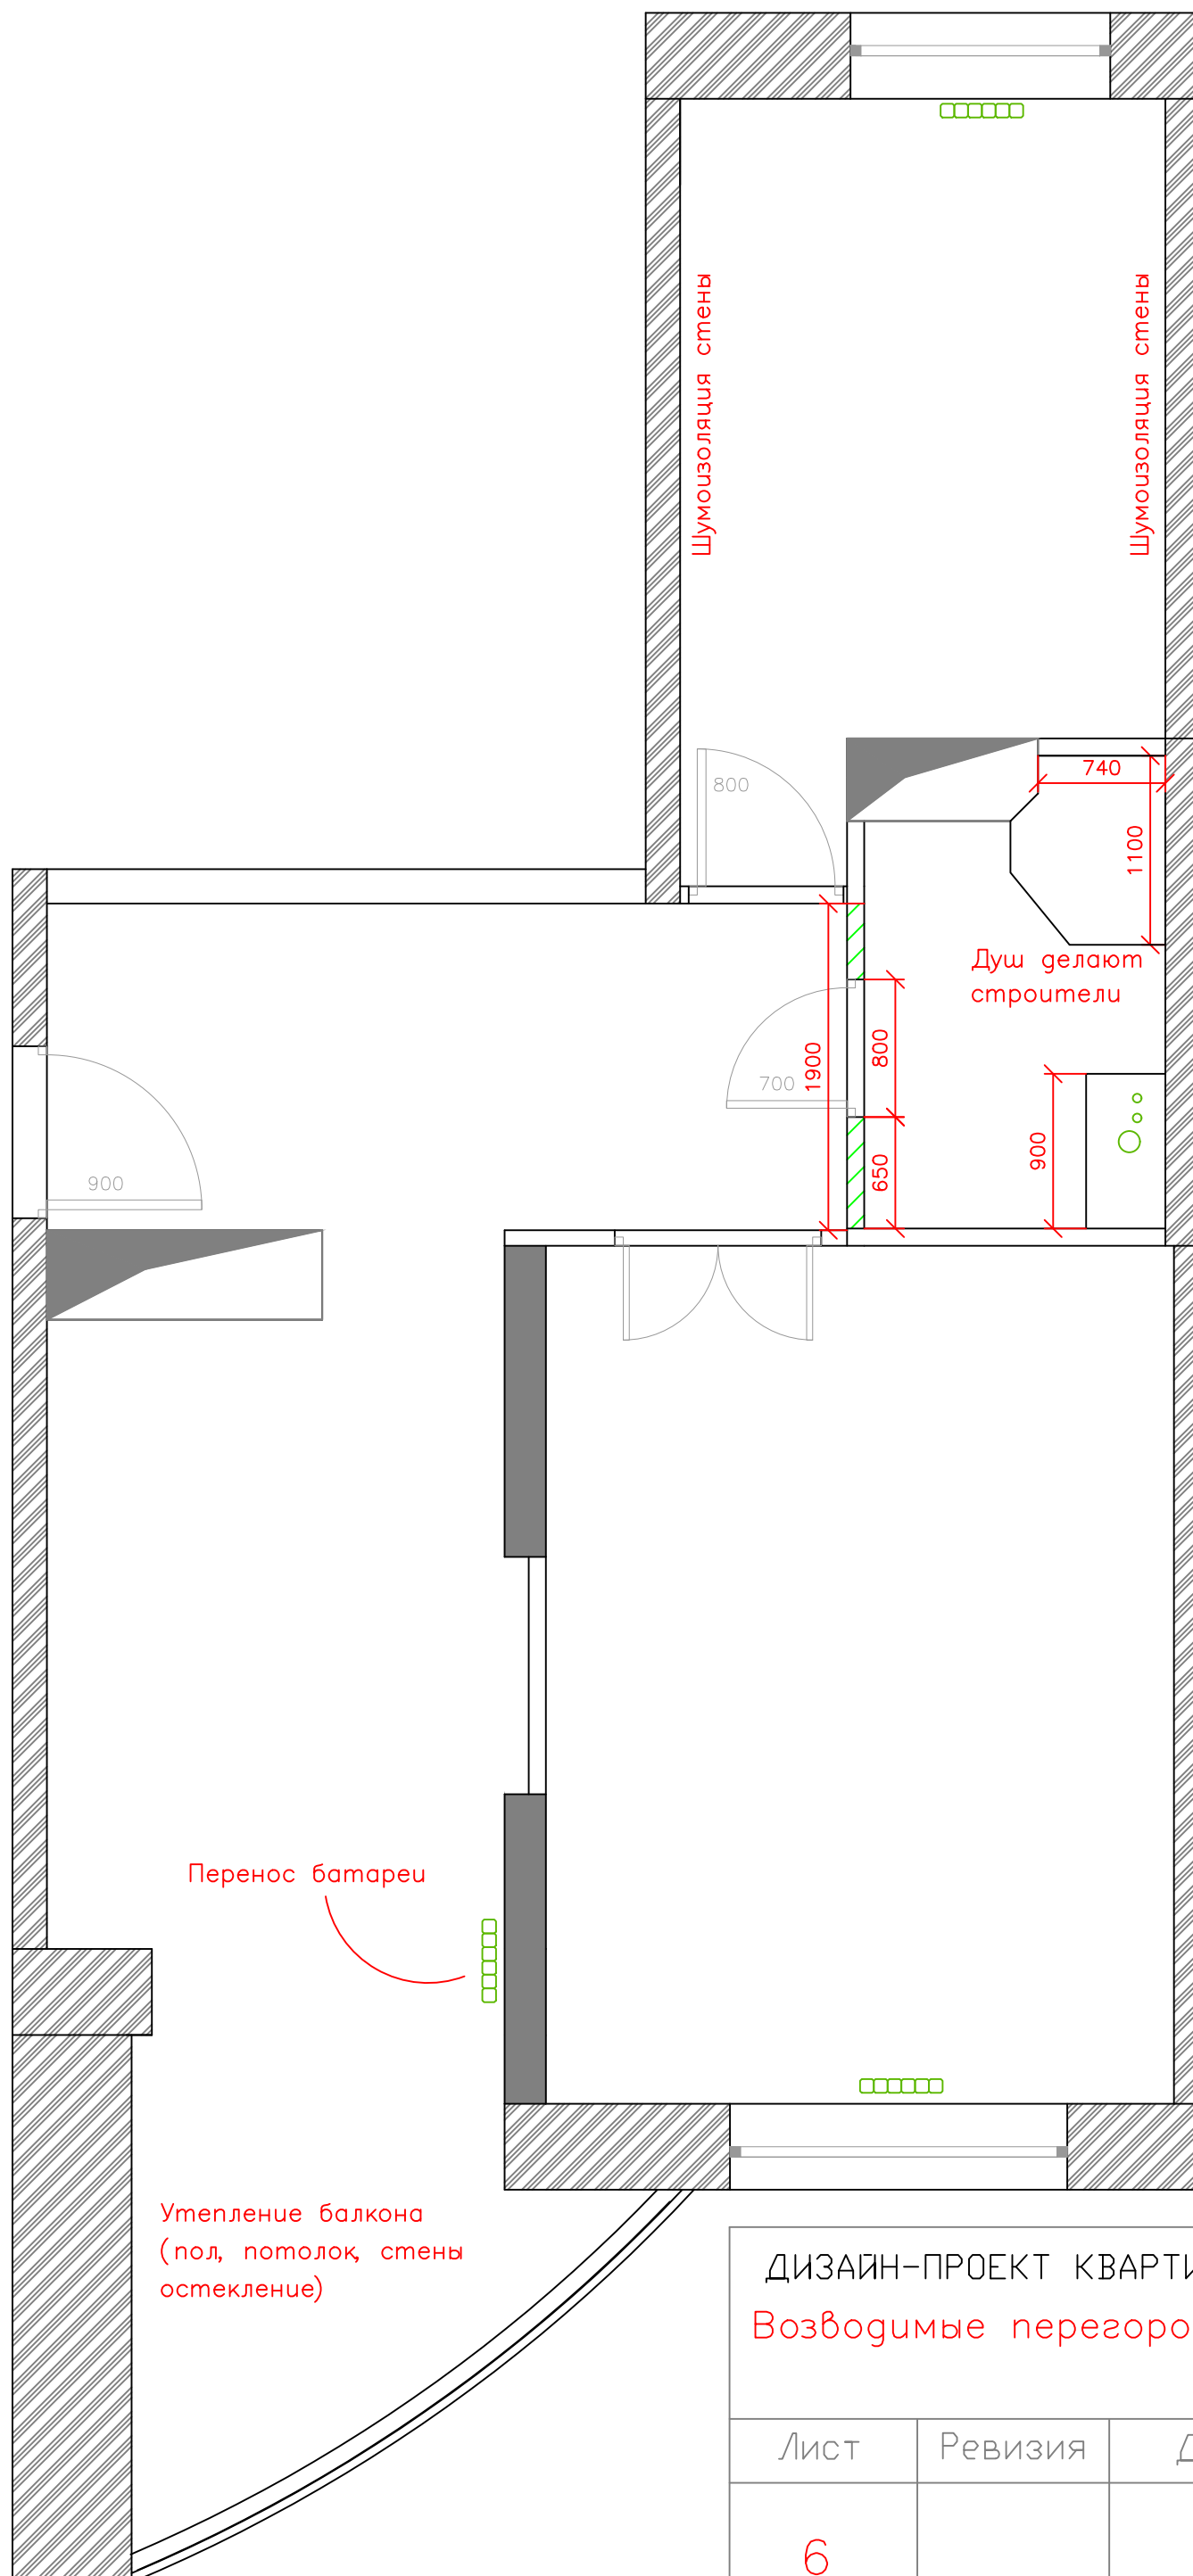 Шумоизоляция стены
Шумоизоляция стены
800
740
1100
Душ делают
строители
1900
800
700
900
650
900
Перенос батареи
Утепление балкона
(пол, потолок, стены
остекление)
ДИЗАЙН-ПРОЕКТ КВАРТИ
Возводимые перегоро
Лист
Ревизия
6